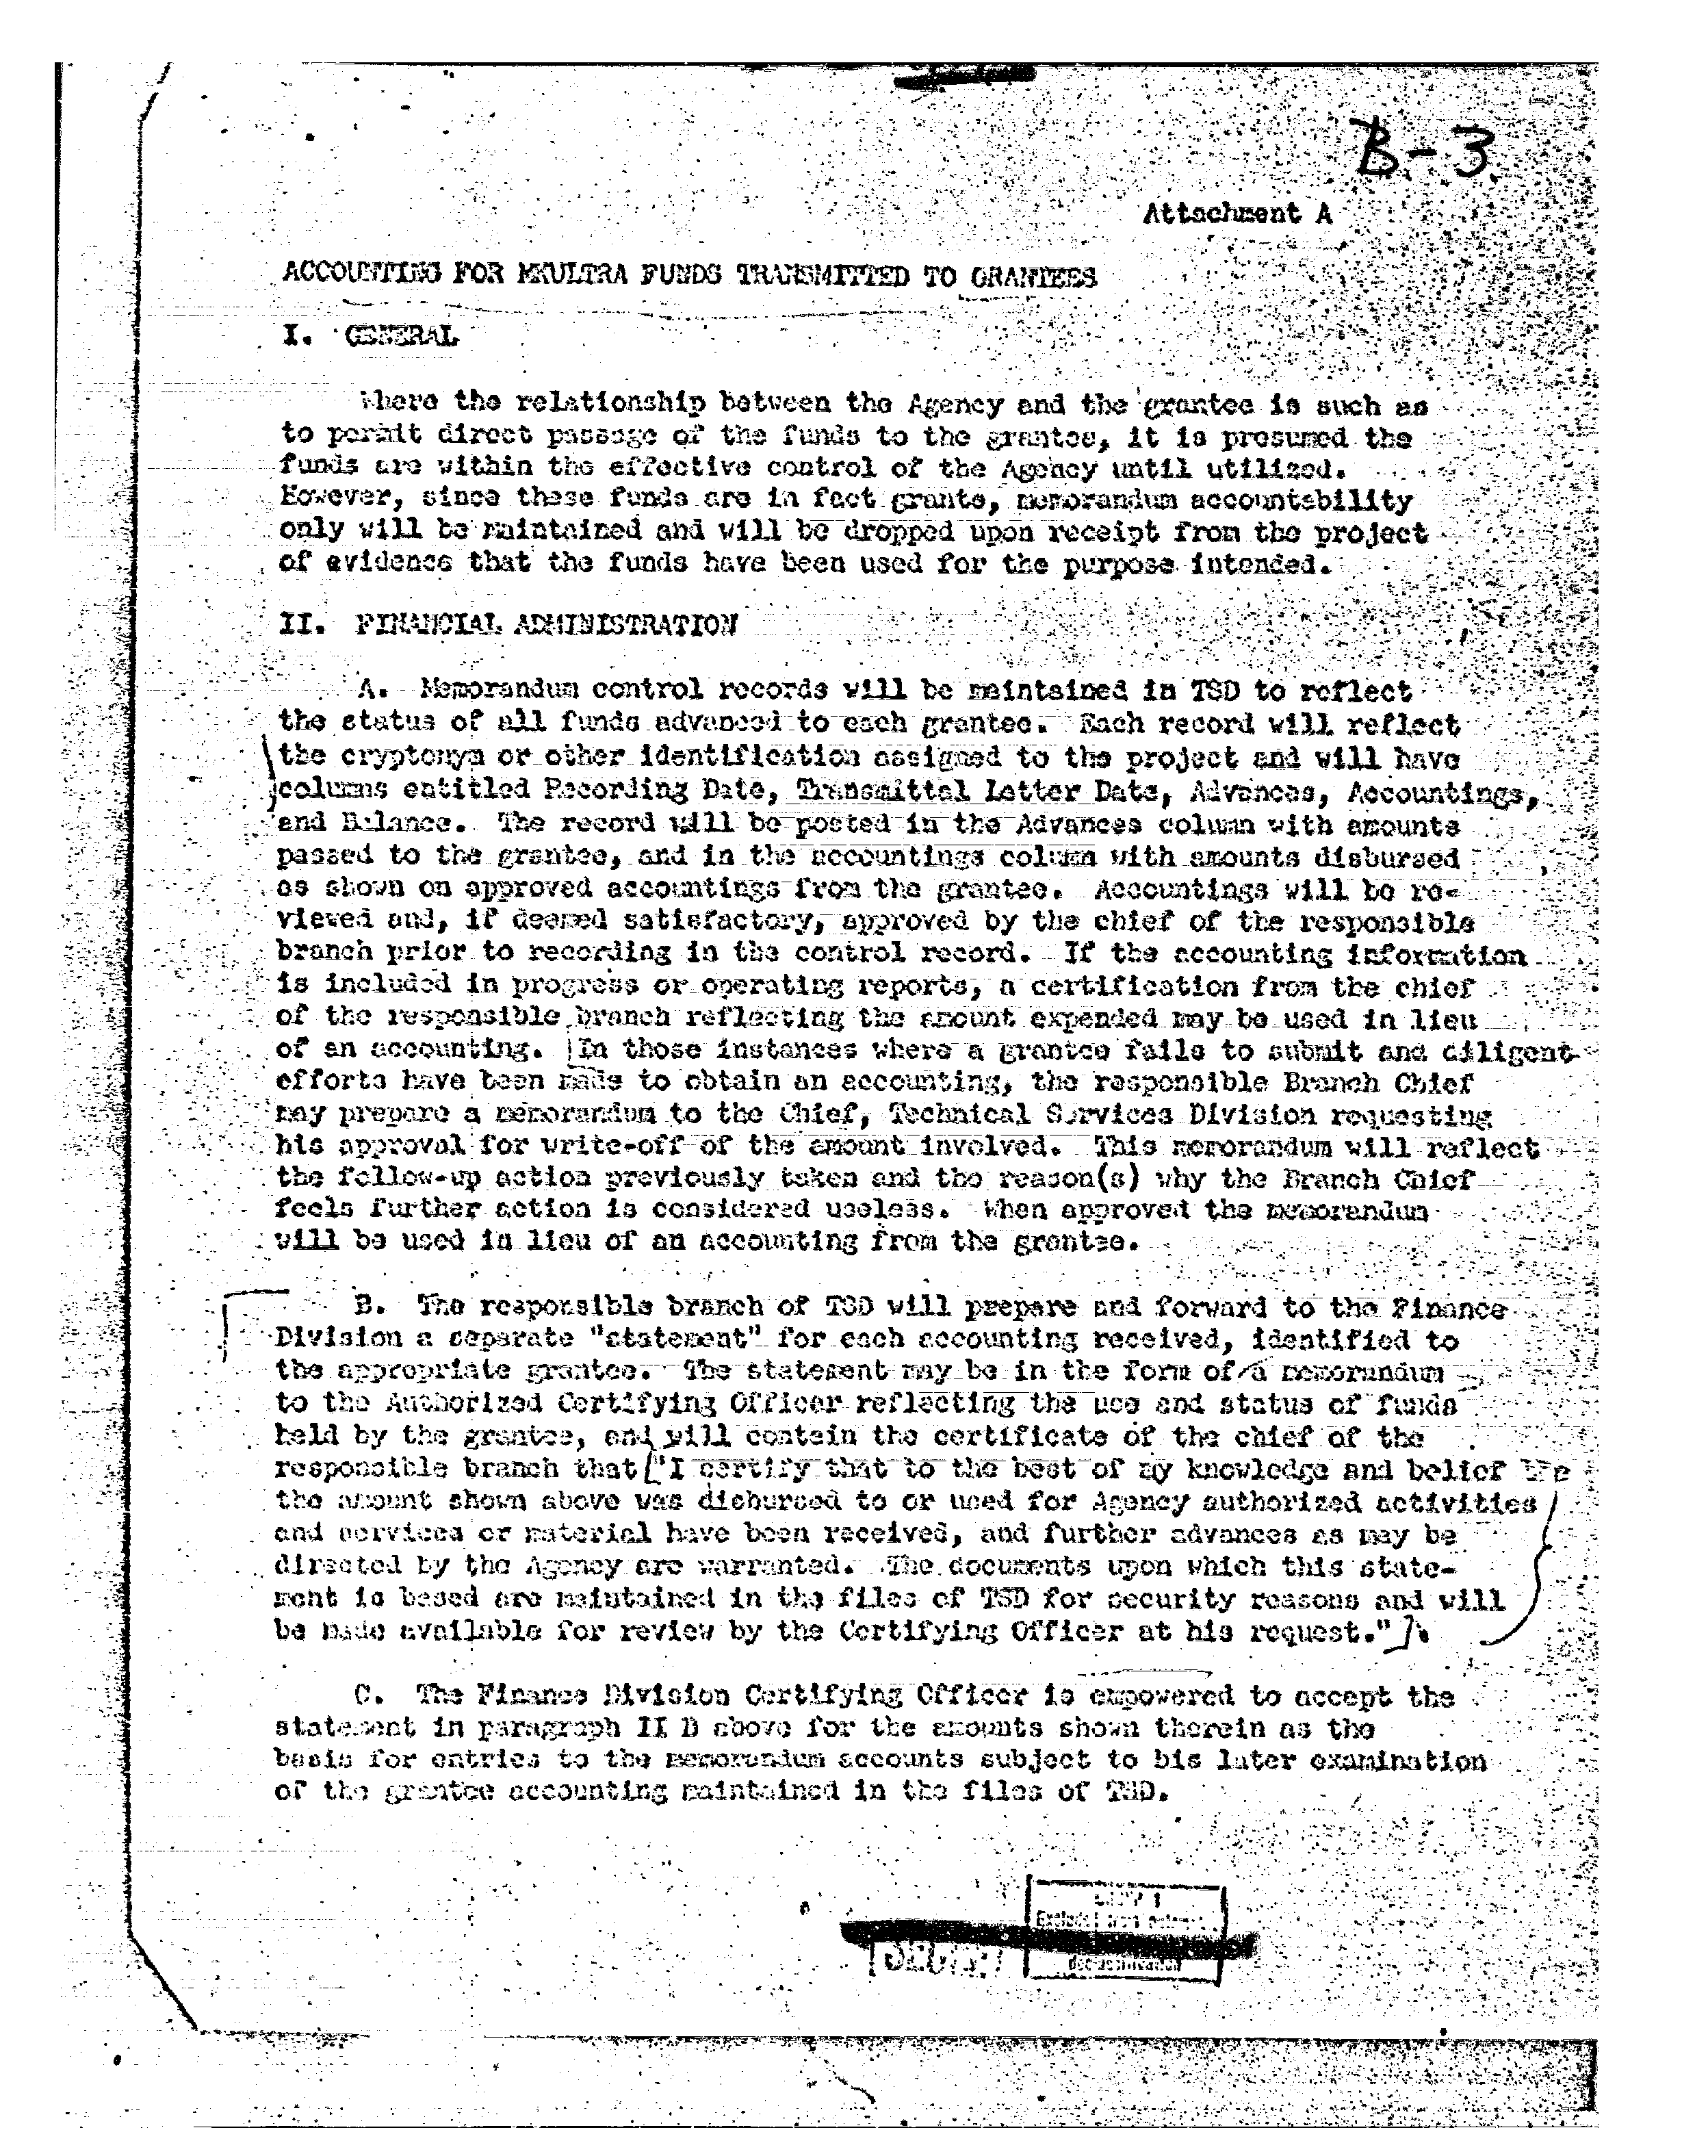 B-3
Attachment A
ACCOUNTING FOR MKULTRA FUNDS TRANSMITTED TO GRANTEES
I. GENERAL
Where the relationship between the Agency and the grantee is such as
to permit direct passage of the funds to the grantee, it is presumed the
funds are within the effective control of the Agency until utilized.
However, since these funds are in fact grants, memorandum accountability
only will be maintained and will be dropped upon receipt from the project
of evidence that the funds have been used for the purpose intended.
II. FINANCIAL ADMINISTRATION
A. Memorandum control records will be maintained in TSD to reflect
the status of all funds advanced to each grantee. Each record will reflect
the cryptonym or other identification assigned to the project and will have
columns entitled Recording Date, Transmittal Letter Date, Advances, Accountings,
and Balance. The record will be posted in the Advances column with amounts
passed to the grantee, and in the accountings column with amounts disbursed
as shown on approved accountings from the grantee. Accountings will be re-
viewed and, if deemed satisfactory, approved by the chief of the responsible
branch prior to recording in the control record. If the accounting information
is included in progress or operating reports, a certification from the chief
of the responsible branch reflecting the amount expended may be used in lieu
of an accounting. In those instances where a grantee fails to submit and diligent
efforts have been made to obtain an accounting, the responsible Branch Chief
may prepare a memorandum to the Chief, Technical Services Division requesting
his approval for write-off of the amount involved. This memorandum will reflect
the follow-up action previously taken and the reason(s) why the Branch Chief
feels further action is considered useless. When approved the memorandum
will be used in lieu of an accounting from the grantee.
B. The responsible branch of TSD will prepare and forward to the Finance
Division a separate "statement" for each accounting received, identified to
the appropriate grantee. The statement may be in the form of a memorandum
to the Authorized Certifying Officer reflecting the use and status of funds
held by the grantee, and will contain the certificate of the chief of the
responsible branch that ["I certify that to the best of my knowledge and belief
the amount shown above was disbursed to or used for Agency authorized activities
and services or material have been received, and further advances as may be
directed by the Agency are warranted. The documents upon which this state-
ment is based are maintained in the files of TSD for security reasons and will
be made available for review by the Certifying Officer at his request."].
C. The Finance Division Certifying Officer is empowered to accept the
statement in paragraph II B above for the amounts shown therein as the
basis for entries to the memorandum accounts subject to his later examination
of the grantee accounting maintained in the files of TSD.
declassification